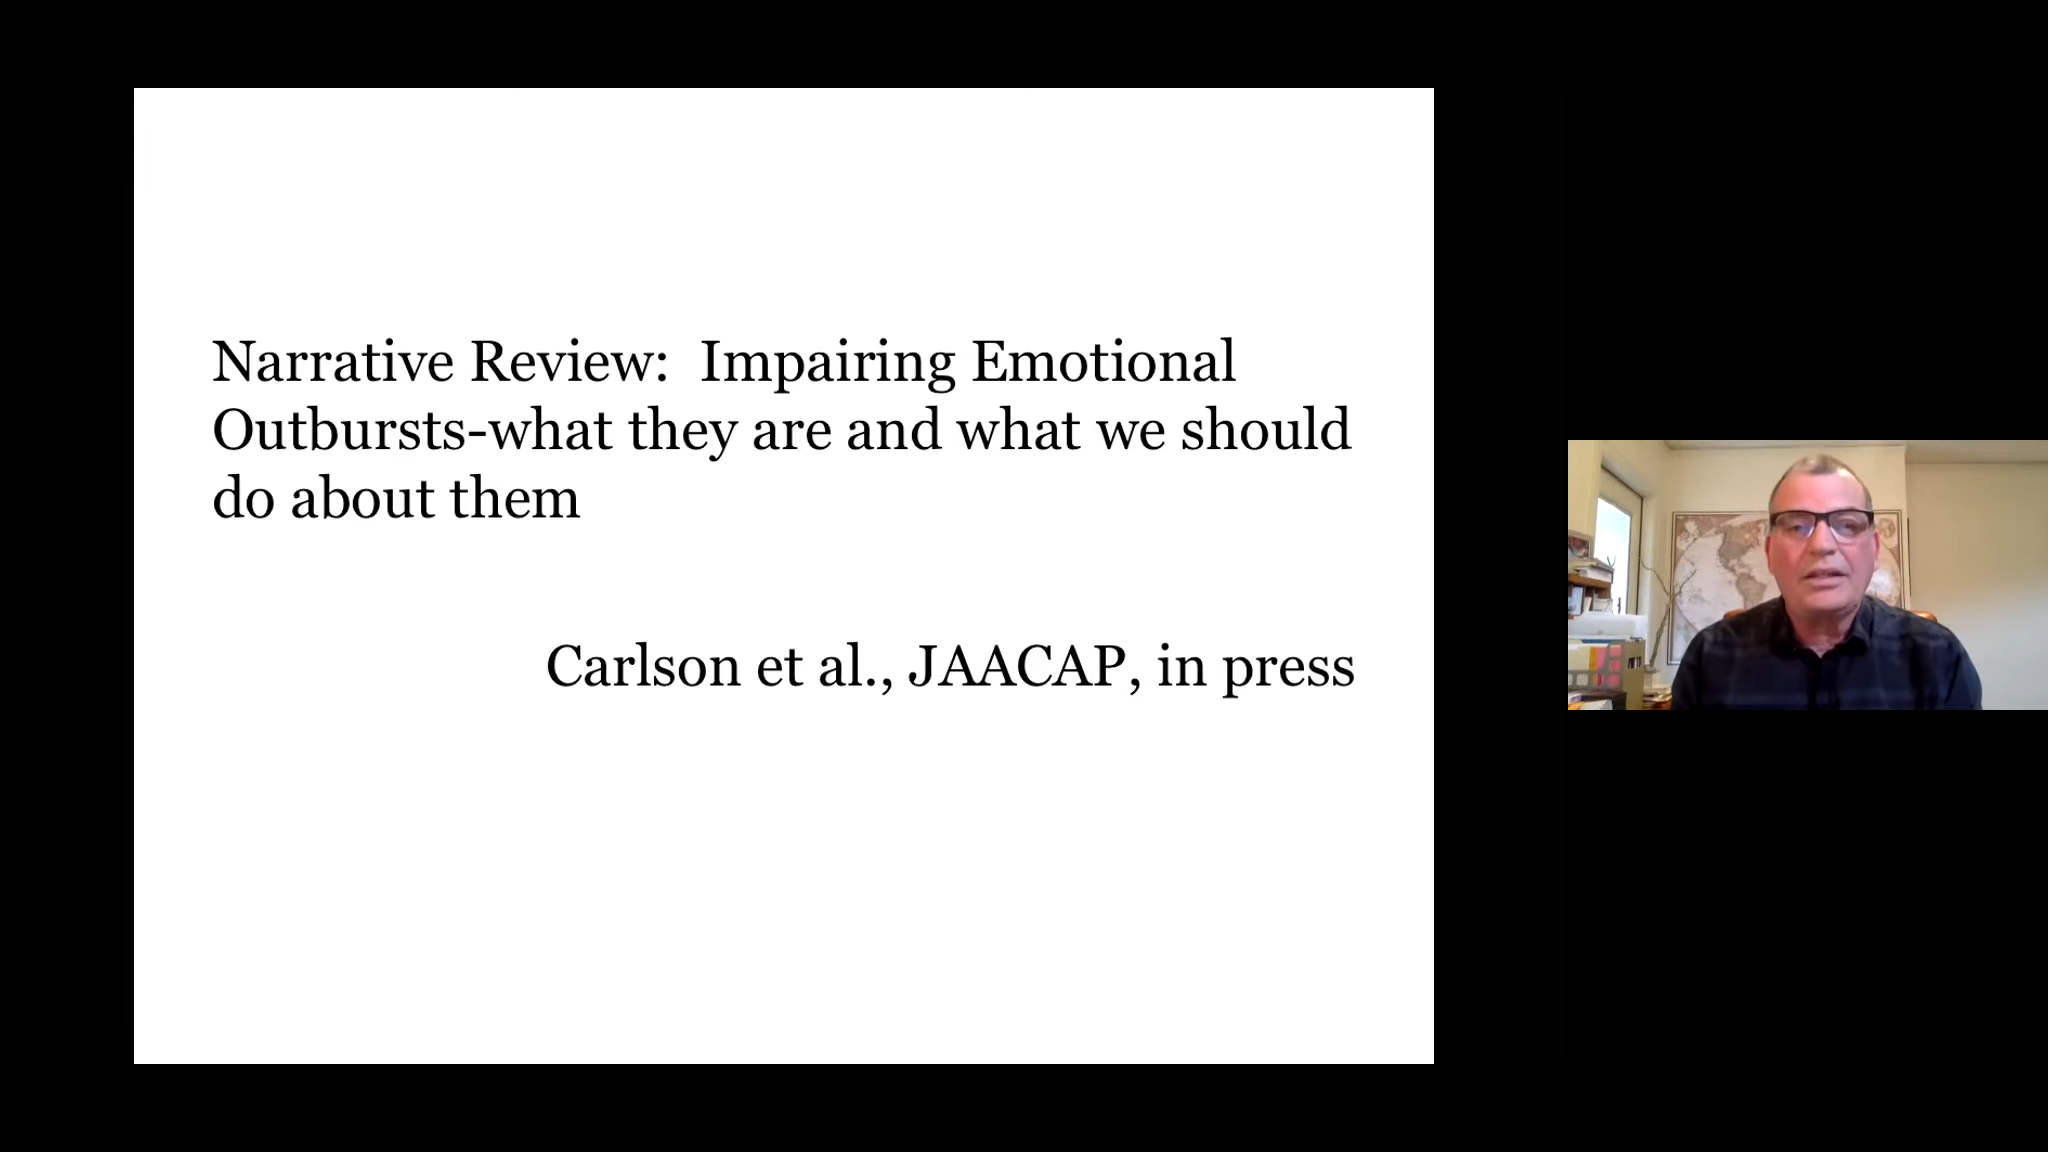 Narrative Review:  Impairing Emotional
Outbursts-what they are and what we should
do about them
Carlson et al., JAACAP, in press